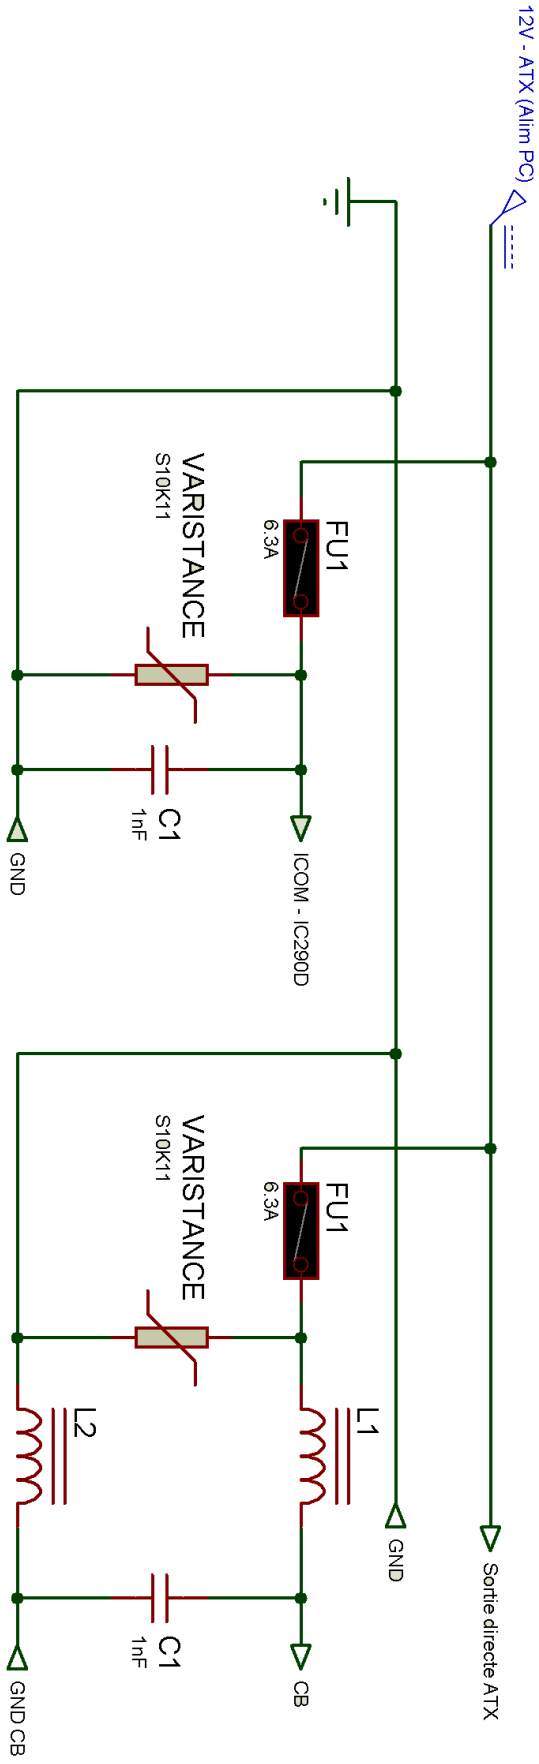 12V - ATX (Alim PC)
Sortie directe ATX
GND
FU1
6.3A
VARISTANCE
S10K11
C1
1nF
ICOM - IC290D
GND
FU1
6.3A
VARISTANCE
S10K11
L1
L2
C1
1nF
CB
GND CB